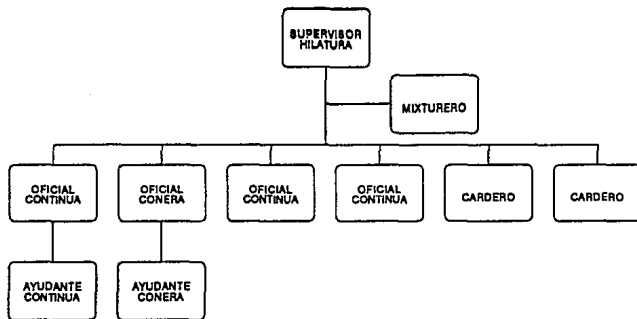 SUPERVISOR
HILATURA
MIXTURERO
OFICIAL
CONTINUA
OFICIAL
CONERA
OFICIAL
CONTINUA
OFICIAL
CONTINUA
CARDERO
CARDERO
AYUDANTE
CONTINUA
AYUDANTE
CONERA